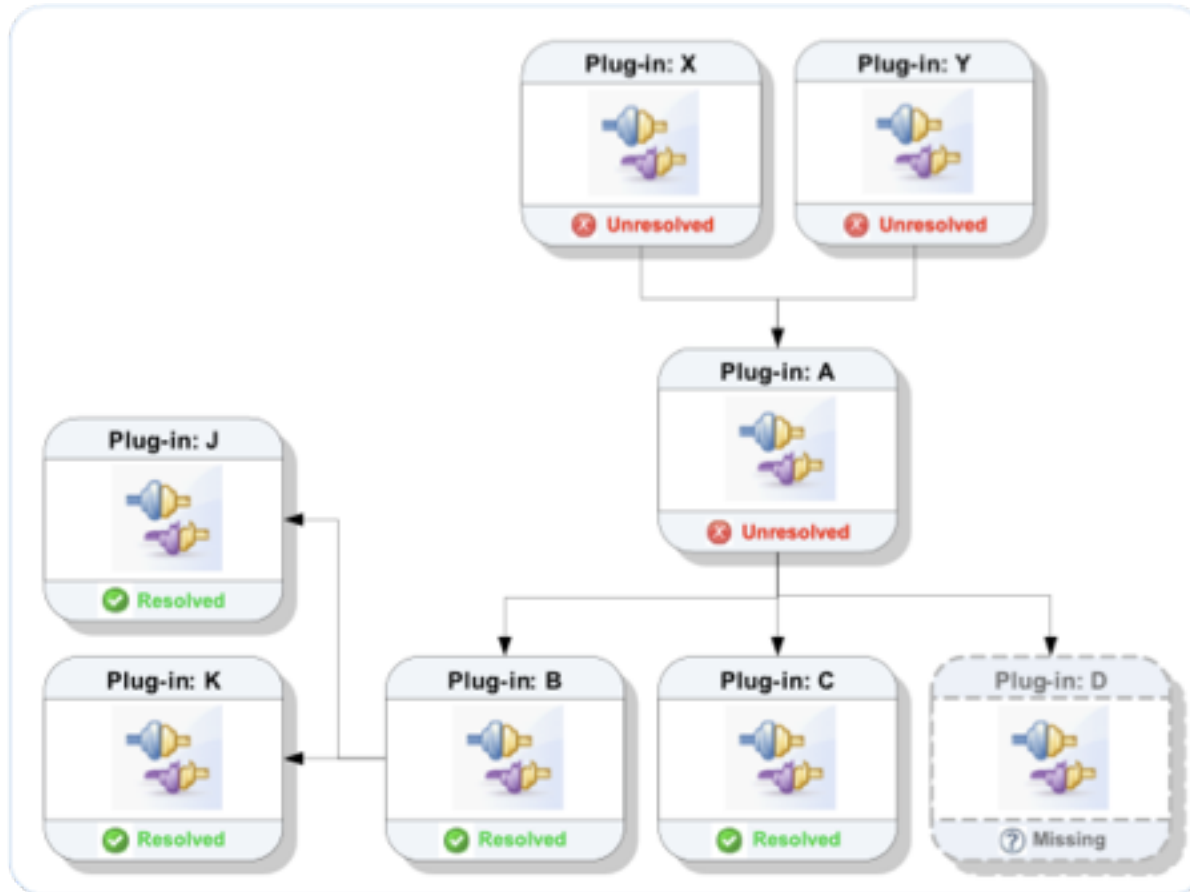 Plug-in: X
Unresolved
Plug-in: Y
Unresolved
Plug-in: A
Unresolved
Plug-in: J
Resolved
Plug-in: K
Resolved
Plug-in: B
Resolved
Plug-in: C
Resolved
Plug-in: D
Missing